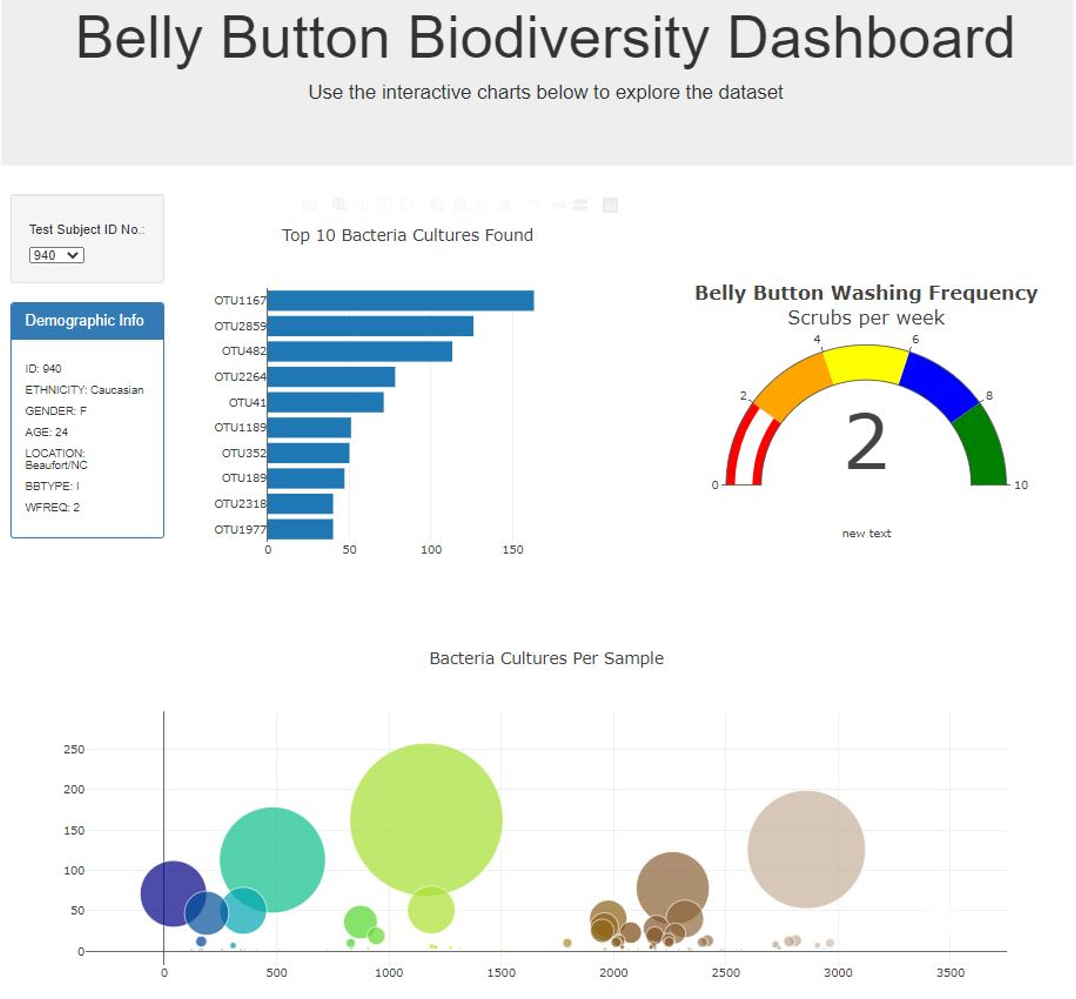 Belly Button Biodiversity Dashboard
Use the interactive charts below to explore the dataset
Test Subject ID No.:
940
Demographic Info
ID: 940
ETHNICITY: Caucasian
GENDER: F
AGE: 24
LOCATION:
Beaufort/NC
BBTYPE: I
WFREQ: 2
Top 10 Bacteria Cultures Found
OTU1167
OTU2859
OTU482
OTU2264
OTU41
OTU1189
OTU352
OTU189
OTU2318
OTU1977
0 50 100 150
Belly Button Washing Frequency
Scrubs per week
4 6
2 8
2
0 10
new text
Bacteria Cultures Per Sample
250
200
150
100
50
0
0 500 1000 1500 2000 2500 3000 3500